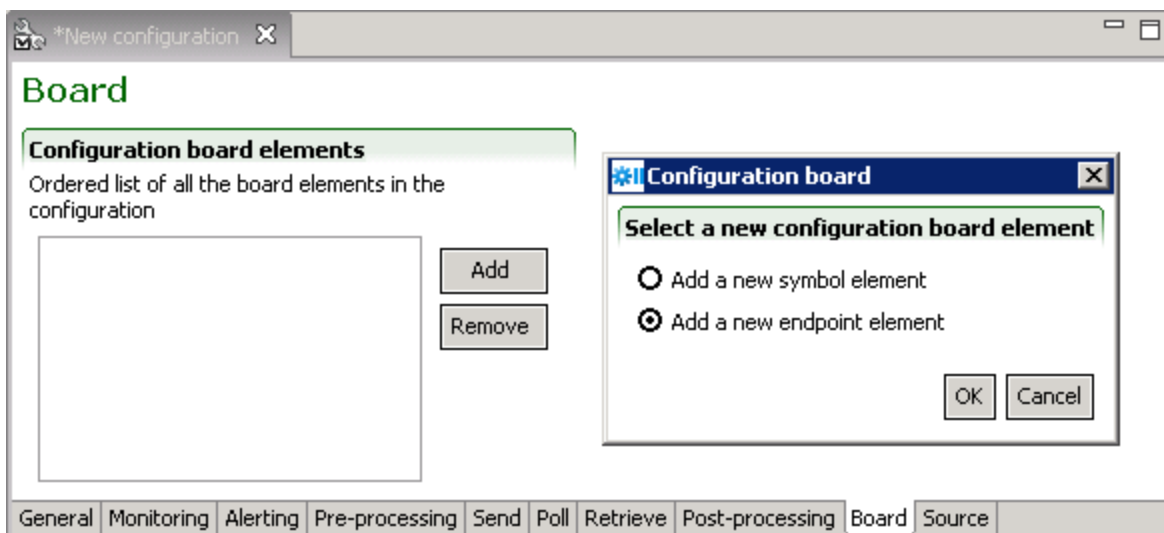 *New configuration
Board
Configuration board elements
Ordered list of all the board elements in the
configuration
Add
Remove
Configuration board
Select a new configuration board element
Add a new symbol element
Add a new endpoint element
OK Cancel
General Monitoring Alerting Pre-processing Send Poll Retrieve Post-processing Board Source